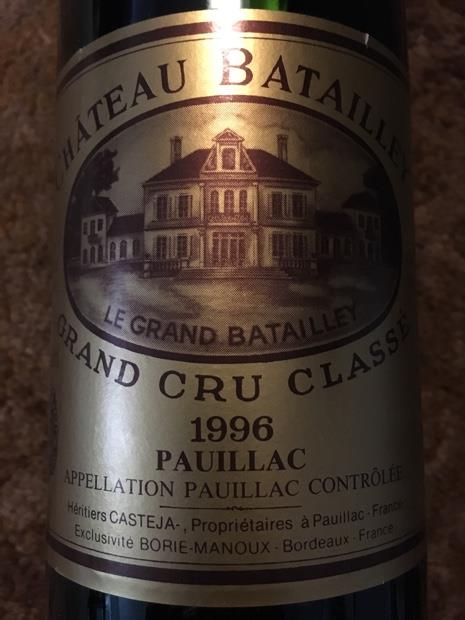 CHÂTEAU BATAILLEY
LE GRAND BATAILLEY
GRAND CRU CLASSÉ
1996
PAUILLAC
APPELLATION PAUILLAC CONTRÔLÉE
Héritiers CASTEJA-, Propriétaires à Pauillac-France
Exclusivité BORIE-MANOUX - Bordeaux - France